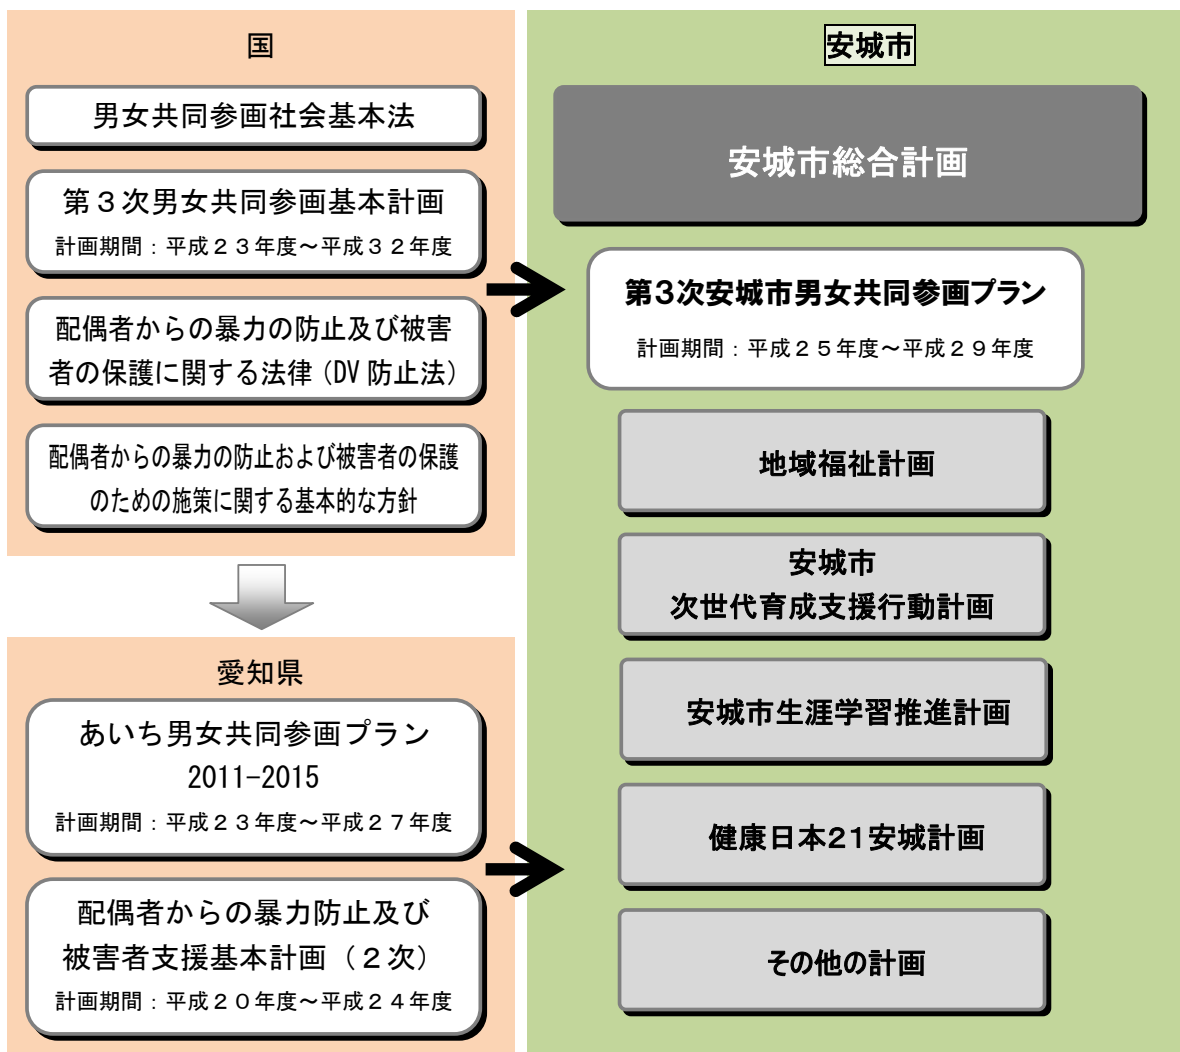 国
男女共同参画社会基本法
第３次男女共同参画基本計画
計画期間：平成２３年度～平成３２年度
配偶者からの暴力の防止及び被害
者の保護に関する法律（DV 防止法）
配偶者からの暴力の防止および被害者の保護
のための施策に関する基本的な方針
愛知県
あいち男女共同参画プラン
2011-2015
計画期間：平成２３年度～平成２７年度
配偶者からの暴力防止及び
被害者支援基本計画（２次）
計画期間：平成２０年度～平成２４年度
安城市
安城市総合計画
第３次安城市男女共同参画プラン
計画期間：平成２５年度～平成２９年度
地域福祉計画
安城市
次世代育成支援行動計画
安城市生涯学習推進計画
健康日本２１安城計画
その他の計画